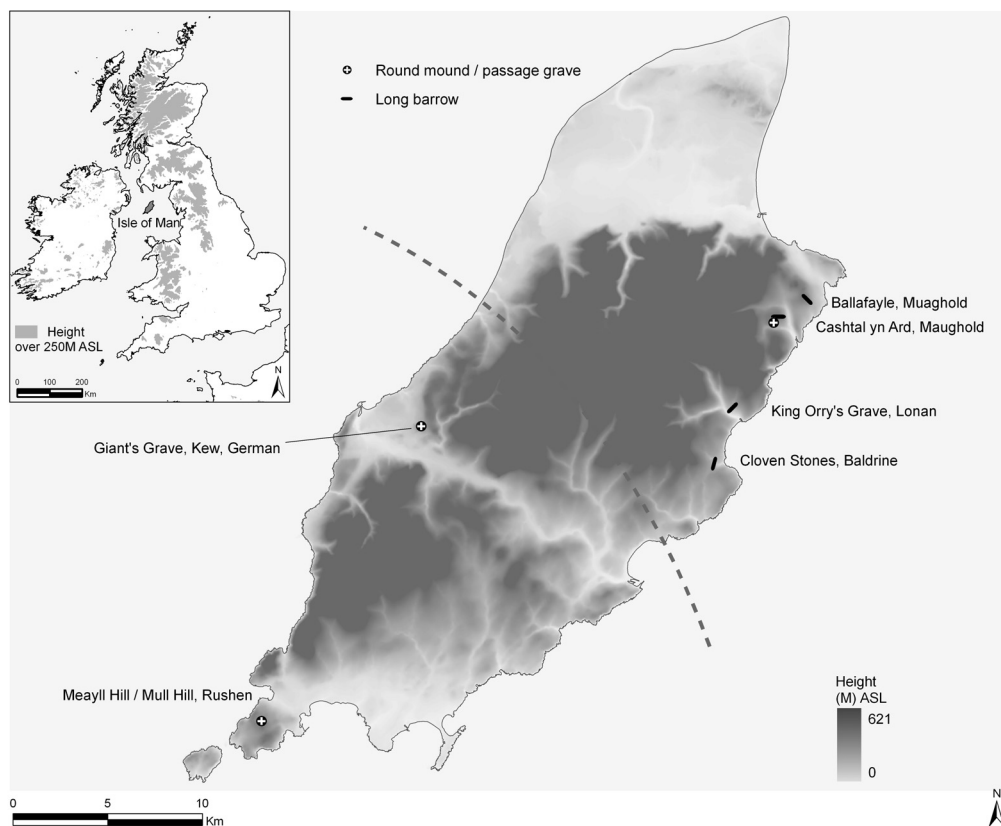 Isle of Man
Height
over 250M ASL
0 100 200
Km
N
Round mound / passage grave
Long barrow
Ballafayle, Muaghold
Cashtal yn Ard, Maughold
King Orry's Grave, Lonan
Giant's Grave, Kew, German
Cloven Stones, Baldrine
Meayll Hill / Mull Hill, Rushen
Height
(M) ASL
621
0
0 5 10
Km
N